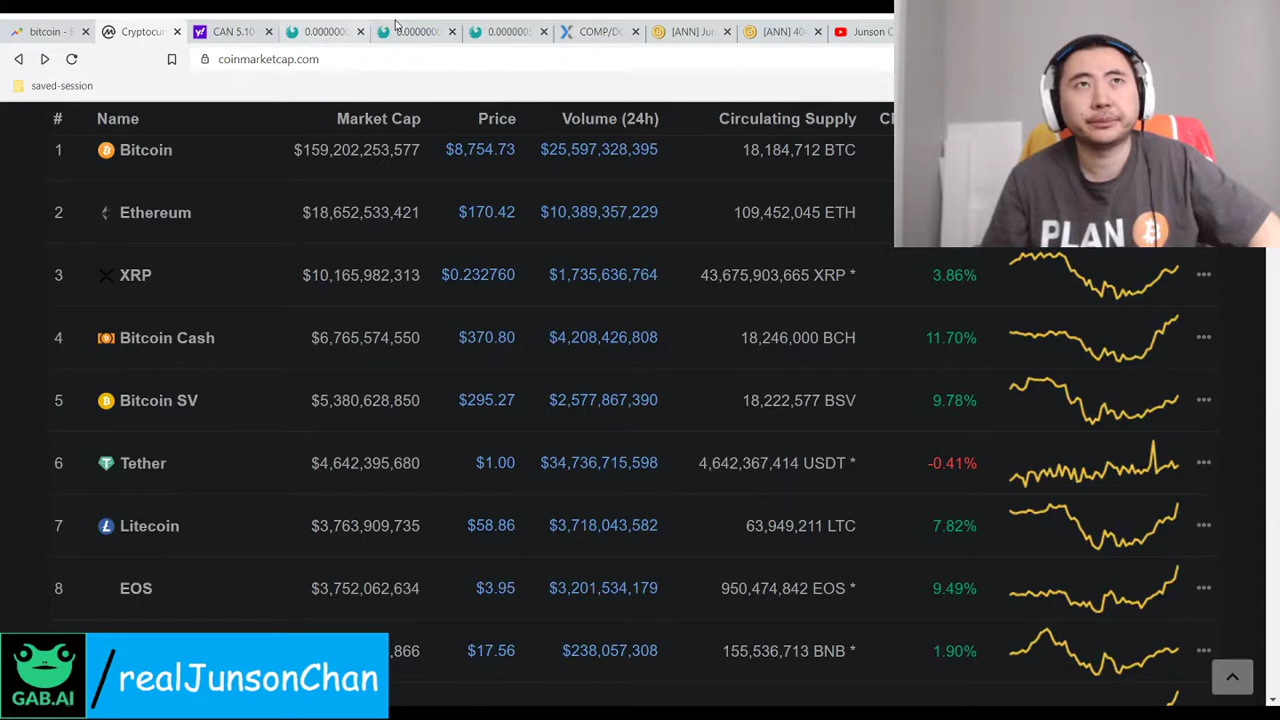 bitcoin - E
Cryptocur
CAN 5.10
0.000000
0.000000
0.000000
COMP/DO
[ANN] Jun
[ANN] 40
Junson C
coinmarketcap.com
saved-session
# Name Market Cap Price Volume (24h) Circulating Supply
1 Bitcoin $159,202,253,577 $8,754.73 $25,597,328,395 18,184,712 BTC
2 Ethereum $18,652,533,421 $170.42 $10,389,357,229 109,452,045 ETH
3 XRP $10,165,982,313 $0.232760 $1,735,636,764 43,675,903,665 XRP * 3.86%
4 Bitcoin Cash $6,765,574,550 $370.80 $4,208,426,808 18,246,000 BCH 11.70%
5 Bitcoin SV $5,380,628,850 $295.27 $2,577,867,390 18,222,577 BSV 9.78%
6 Tether $4,642,395,680 $1.00 $34,736,715,598 4,642,367,414 USDT * -0.41%
7 Litecoin $3,763,909,735 $58.86 $3,718,043,582 63,949,211 LTC 7.82%
8 EOS $3,752,062,634 $3.95 $3,201,534,179 950,474,842 EOS * 9.49%
,866 $17.56 $238,057,308 155,536,713 BNB * 1.90%
PLAN B
GAB.AI
/realJunsonChan